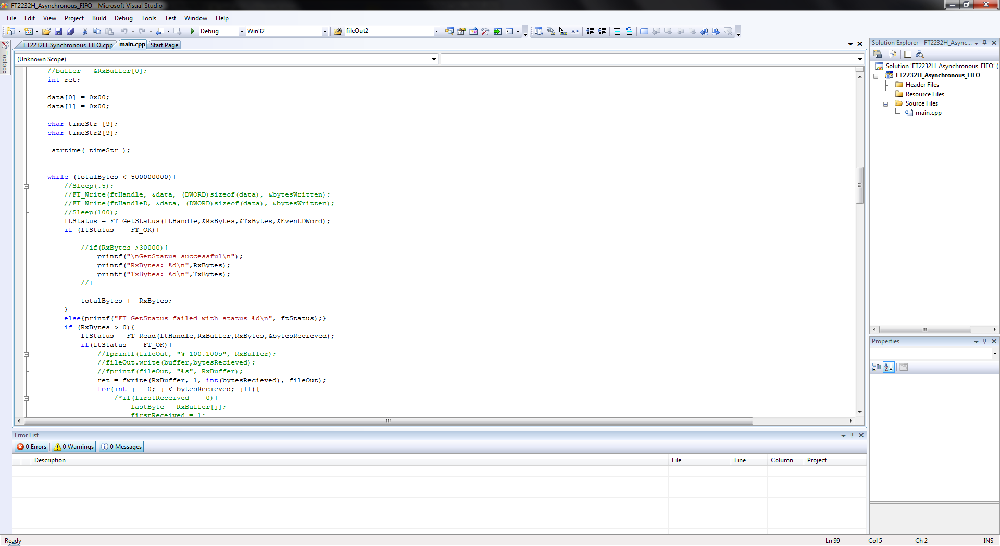 FT2232H_Asynchronous_FIFO - Microsoft Visual Studio
File Edit View Project Build Debug Tools Test Window Help
Debug Win32 fileOut2
Toolbox
FT2232H_Synchronous_FIFO.cpp main.cpp Start Page
(Unknown Scope)
//buffer = &RxBuffer[0];
int ret;
data[0] = 0x00;
data[1] = 0x00;
char timeStr [9];
char timeStr2[9];
_strtime( timeStr );
while (totalBytes < 500000000){
//Sleep(.5);
//FT_Write(ftHandle, &data, (DWORD)sizeof(data), &bytesWritten);
//FT_Write(ftHandleD, &data, (DWORD)sizeof(data), &bytesWritten);
//Sleep(100);
ftStatus = FT_GetStatus(ftHandle,&RxBytes,&TxBytes,&EventDWord);
if (ftStatus == FT_OK){
//if(RxBytes >30000){
printf("\nGetStatus successful\n");
printf("RxBytes: %d\n",RxBytes);
printf("TxBytes: %d\n",TxBytes);
//}
totalBytes += RxBytes;
}
else{printf("FT_GetStatus failed with status %d\n", ftStatus);}
if (RxBytes > 0){
ftStatus = FT_Read(ftHandle,RxBuffer,RxBytes,&bytesRecieved);
if(ftStatus == FT_OK){
//fprintf(fileOut, "%-100.100s", RxBuffer);
//fileOut.write(buffer,bytesRecieved);
//fprintf(fileOut, "%s", RxBuffer);
ret = fwrite(RxBuffer, 1, int(bytesRecieved), fileOut);
for(int j = 0; j < bytesRecieved; j++){
/*if(firstReceived == 0){
lastByte = RxBuffer[j];
firstReceived = 1;
Solution Explorer - FT2232H_Async...
Solution 'FT2232H_Asynchronous_FIFO' (
FT2232H_Asynchronous_FIFO
Header Files
Resource Files
Source Files
main.cpp
Properties
Error List
0 Errors 0 Warnings 0 Messages
Description File Line Column Project
Ready Ln 99 Col 5 Ch 2 INS